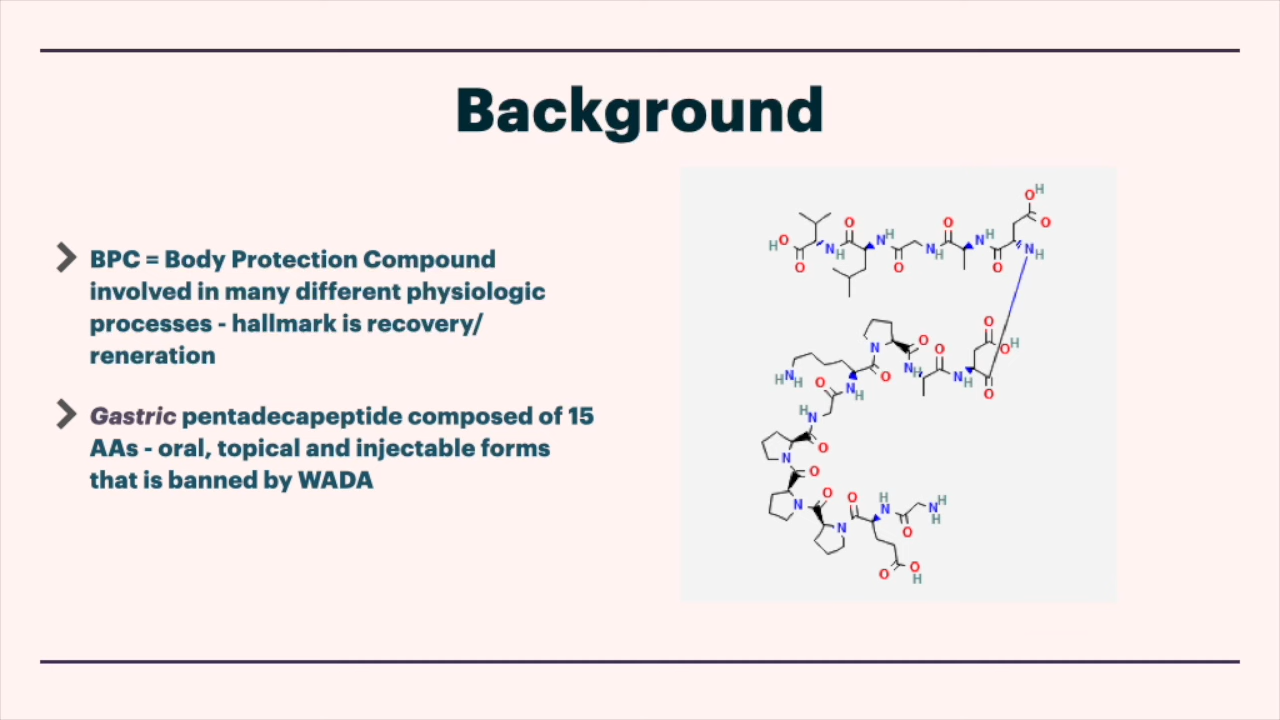 Background
BPC = Body Protection Compound
involved in many different physiologic
processes - hallmark is recovery/
reneration
Gastric pentadecapeptide composed of 15
AAs - oral, topical and injectable forms
that is banned by WADA